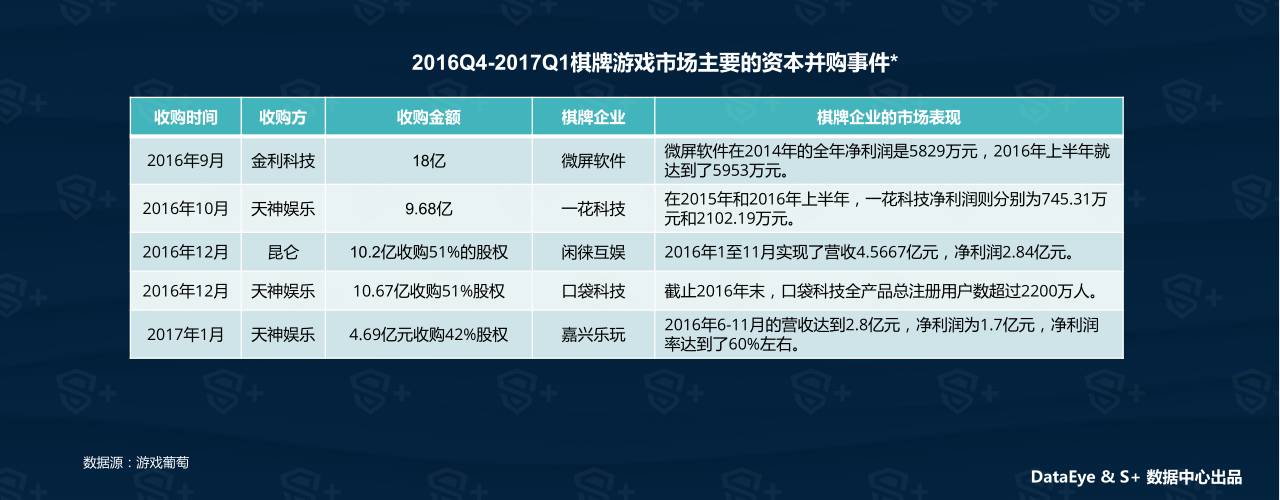 2016Q4-2017Q1棋牌游戏市场主要的资本并购事件*
收购时间 收购方 收购金额 棋牌企业 棋牌企业的市场表现
2016年9月 金利科技 18亿 微屏软件 微屏软件在2014年的全年净利润是5829万元，2016年上半年就
达到了5953万元。
2016年10月 天神娱乐 9.68亿 一花科技 在2015年和2016年上半年，一花科技净利润则分别为745.31万
元和2102.19万元。
2016年12月 昆仑 10.2亿收购51%的股权 闲徕互娱 2016年1至11月实现了营收4.5667亿元，净利润2.84亿元。
2016年12月 天神娱乐 10.67亿收购51%股权 口袋科技 截止2016年末，口袋科技全产品总注册用户数超过2200万人。
2017年1月 天神娱乐 4.69亿元收购42%股权 嘉兴乐玩 2016年6-11月的营收达到2.8亿元，净利润为1.7亿元，净利润
率达到了60%左右。
数据源：游戏葡萄
DataEye & S+ 数据中心出品